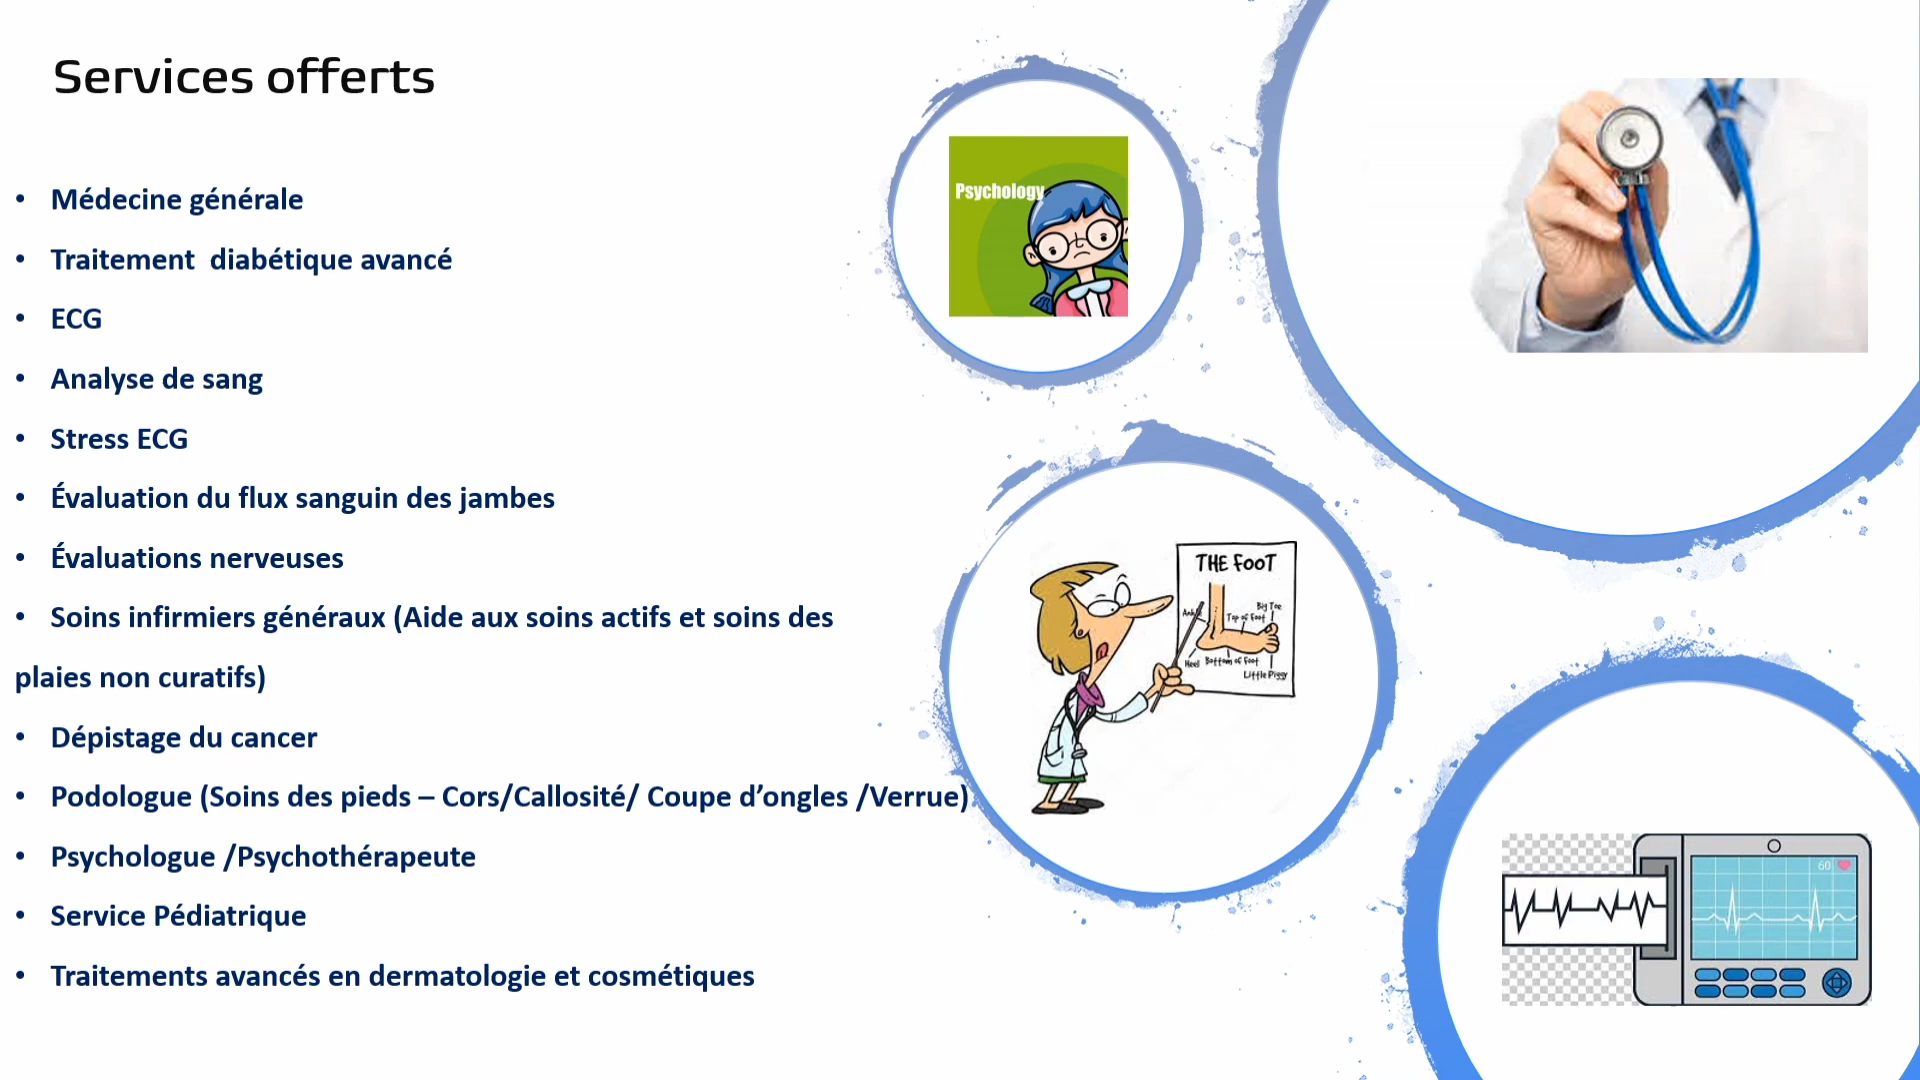 Services offerts
• Médecine générale
• Traitement  diabétique avancé
• ECG
• Analyse de sang
• Stress ECG
• Évaluation du flux sanguin des jambes
• Évaluations nerveuses
• Soins infirmiers généraux (Aide aux soins actifs et soins des
plaies non curatifs)
• Dépistage du cancer
• Podologue (Soins des pieds – Cors/Callosité/ Coupe d’ongles /Verrue)
• Psychologue /Psychothérapeute
• Service Pédiatrique
• Traitements avancés en dermatologie et cosmétiques
Psychology
THE FOOT
Big Toe
Ankle
Top of Foot
Heel
Bottom of Foot
Little Piggy
60